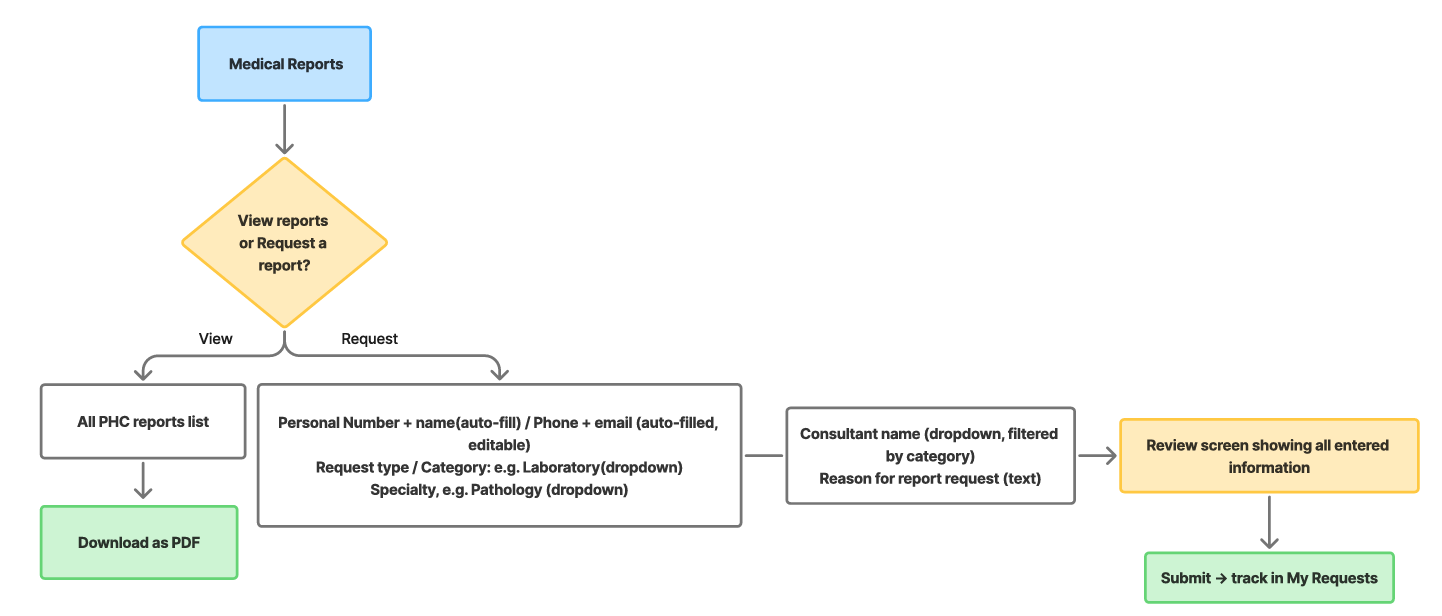 Medical Reports
View reports
or Request a
report?
View
Request
All PHC reports list
Personal Number + name(auto-fill) / Phone + email (auto-filled,
editable)
Request type / Category: e.g. Laboratory(dropdown)
Specialty, e.g. Pathology (dropdown)
Consultant name (dropdown, filtered
by category)
Reason for report request (text)
Review screen showing all entered
information
Download as PDF
Submit → track in My Requests